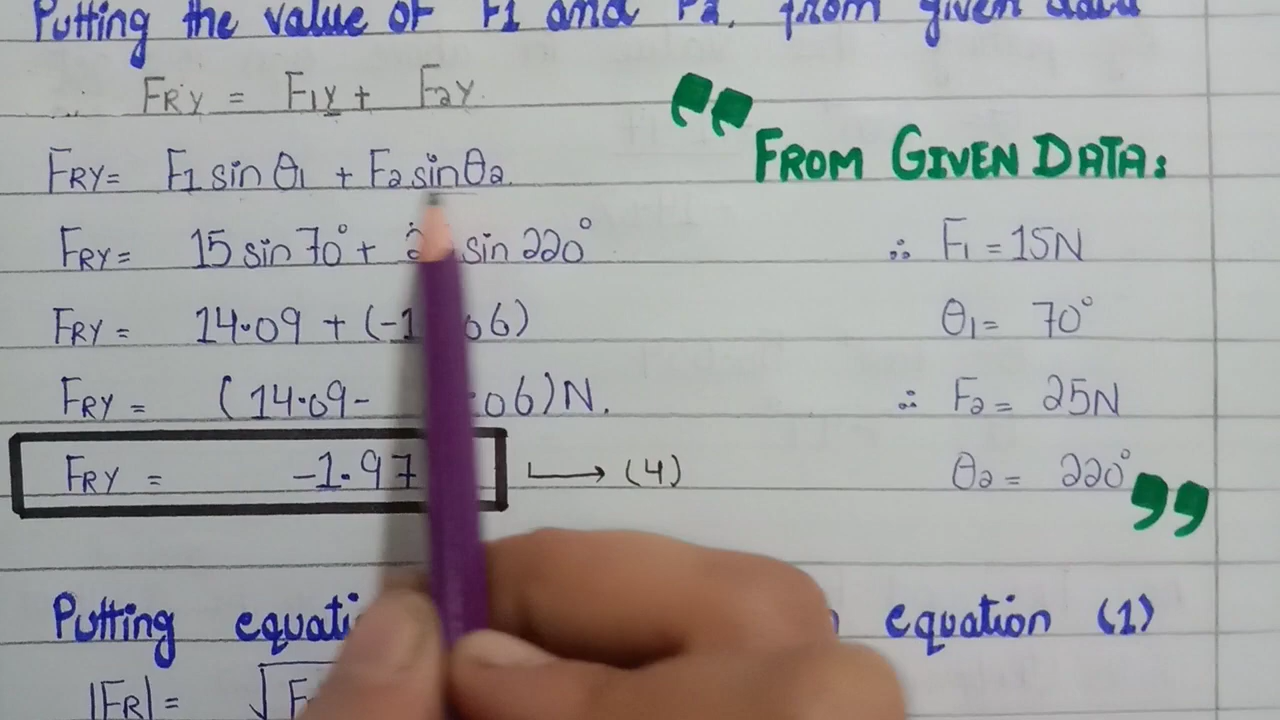 Putting the value of F1 and F2. from given data
∴ FRY = F1Y + F2Y.
FRY = F1 sin θ1 + F2 sin θ2.
FRY = 15 sin 70° + 2 sin 220°
FRY = 14.09 + (-1 06)
FRY = (14.09 - .06)N.
FRY = -1.97 → (4)
“ FROM GIVEN DATA:
∴ F1 = 15N
θ1 = 70°
∴ F2 = 25N
θ2 = 220° ”
Putting equation (1)
|FR| = √F